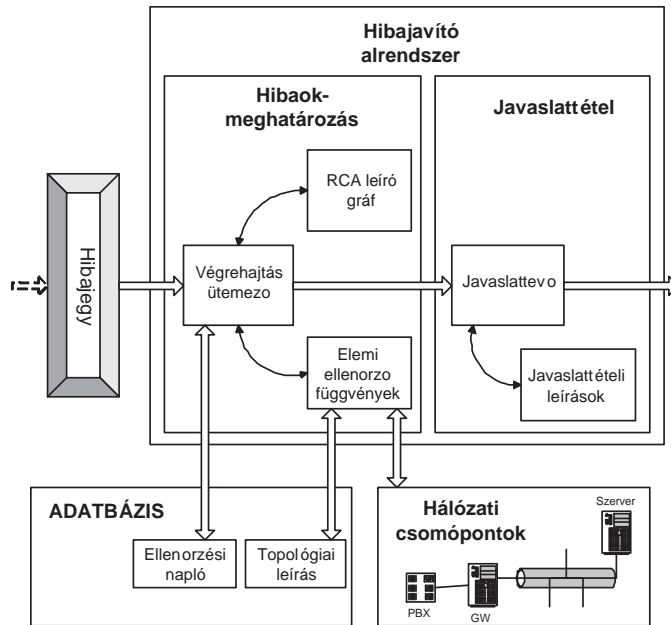 Hibajavító
alrendszer
Hibaok-
meghatározás
Javaslattétel
RCA leíró
gráf
Hibajegy
Végrehajtás
ütemezo
Javaslattevo
Elemi
ellenorzo
függvények
Javaslattételi
leírások
ADATBÁZIS
Ellenorzési
napló
Topológiai
leírás
Hálózati
csomópontok
Szerver
PBX
GW